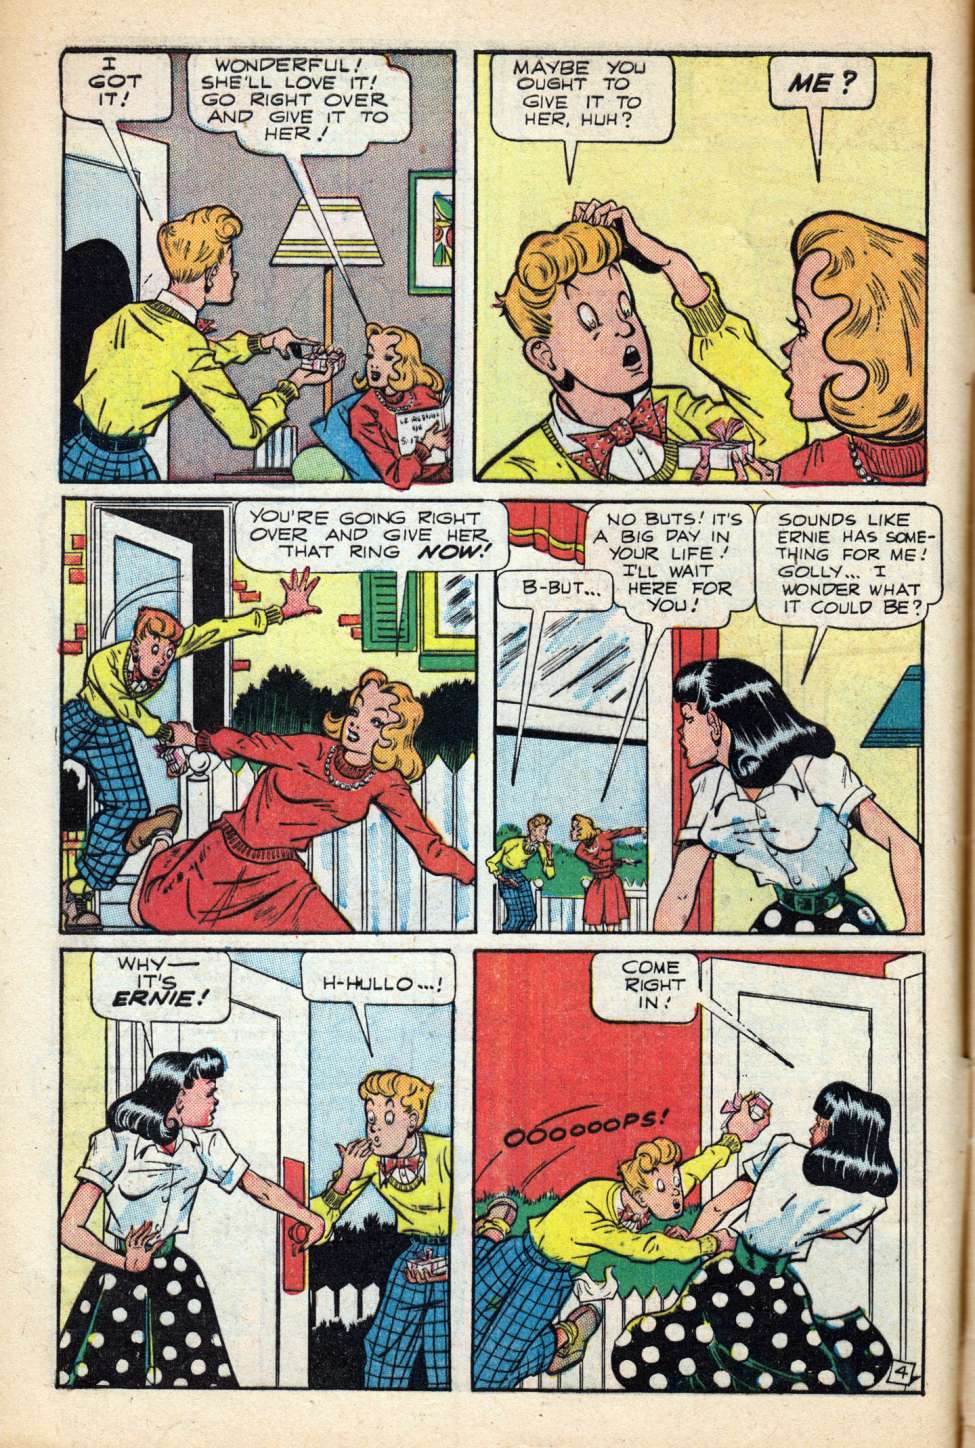 I
GOT
IT!
WONDERFUL!
SHE'LL LOVE IT!
GO RIGHT OVER
AND GIVE IT TO
HER!
MAYBE YOU
OUGHT TO
GIVE IT TO
HER, HUH?
ME?
YOU'RE GOING RIGHT
OVER AND GIVE HER
THAT RING NOW!
B-BUT...
NO BUTS! IT'S
A BIG DAY IN
YOUR LIFE!
I'LL WAIT
HERE FOR
YOU!
SOUNDS LIKE
ERNIE HAS SOME-
THING FOR ME!
GOLLY... I
WONDER WHAT
IT COULD BE?
WHY—
IT'S
ERNIE!
H-HULLO...!
COME
RIGHT
IN!
OOOOOOPS!
4